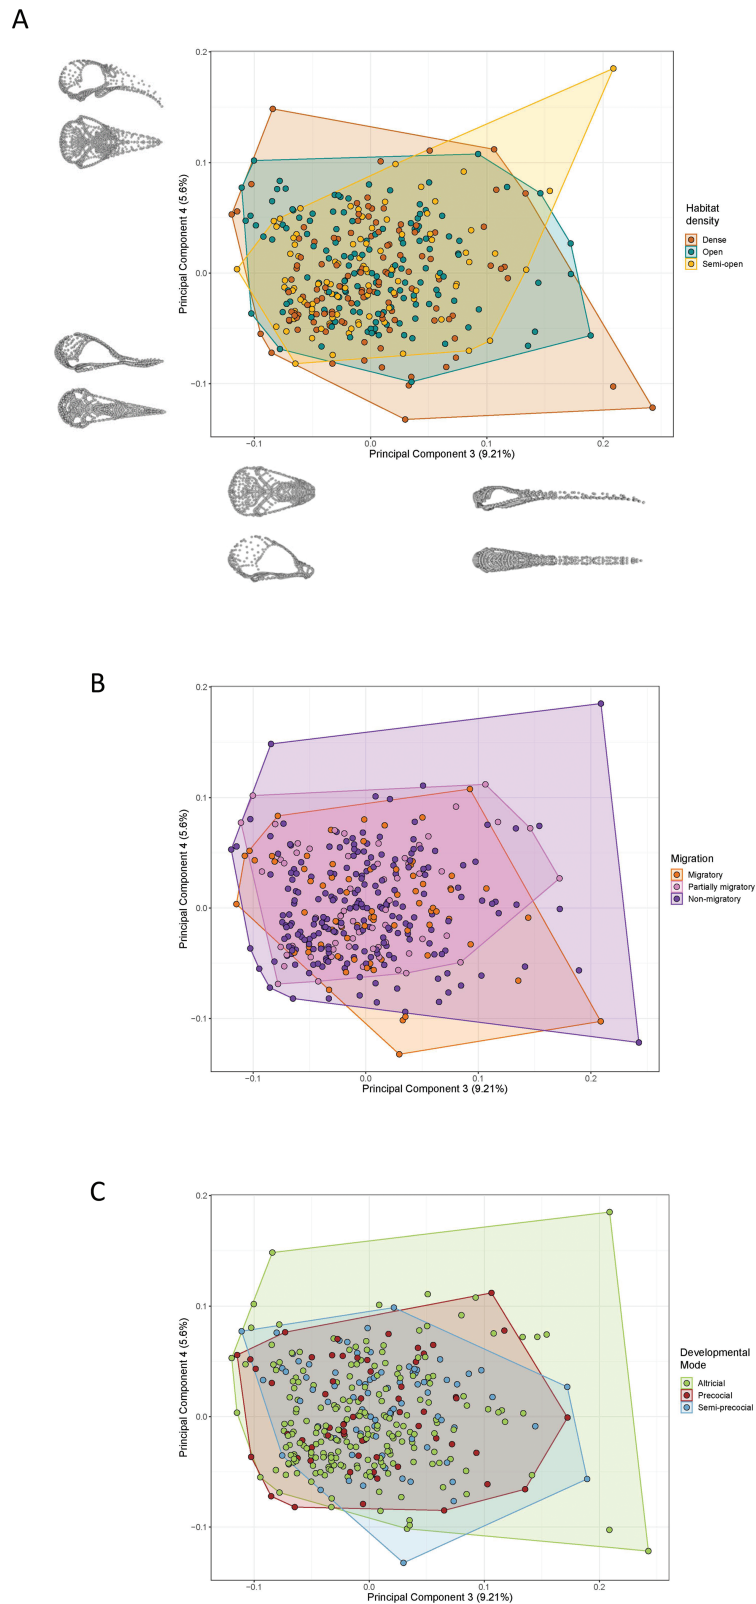 A
0.2
0.1
0.0
−0.1
Principal Component 4 (5.6%)
−0.1
0.0
0.1
0.2
Principal Component 3 (9.21%)
Habitat
density
Dense
Open
Semi-open
B
0.2
0.1
0.0
−0.1
Principal Component 4 (5.6%)
−0.1
0.0
0.1
0.2
Principal Component 3 (9.21%)
Migration
Migratory
Partially migratory
Non-migratory
C
0.2
0.1
0.0
−0.1
Principal Component 4 (5.6%)
−0.1
0.0
0.1
0.2
Principal Component 3 (9.21%)
Developmental
Mode
Altricial
Precocial
Semi-precocial